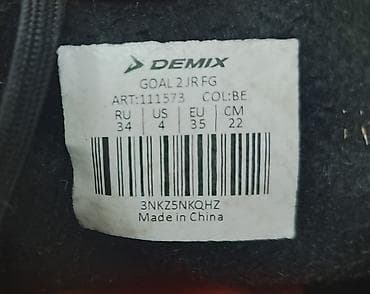 DEMIX
GOAL 2 JR FG
ART:111573 COL:BE
RU US EU CM
34 4 35 22
3NKZ5NKQHZ
Made in China